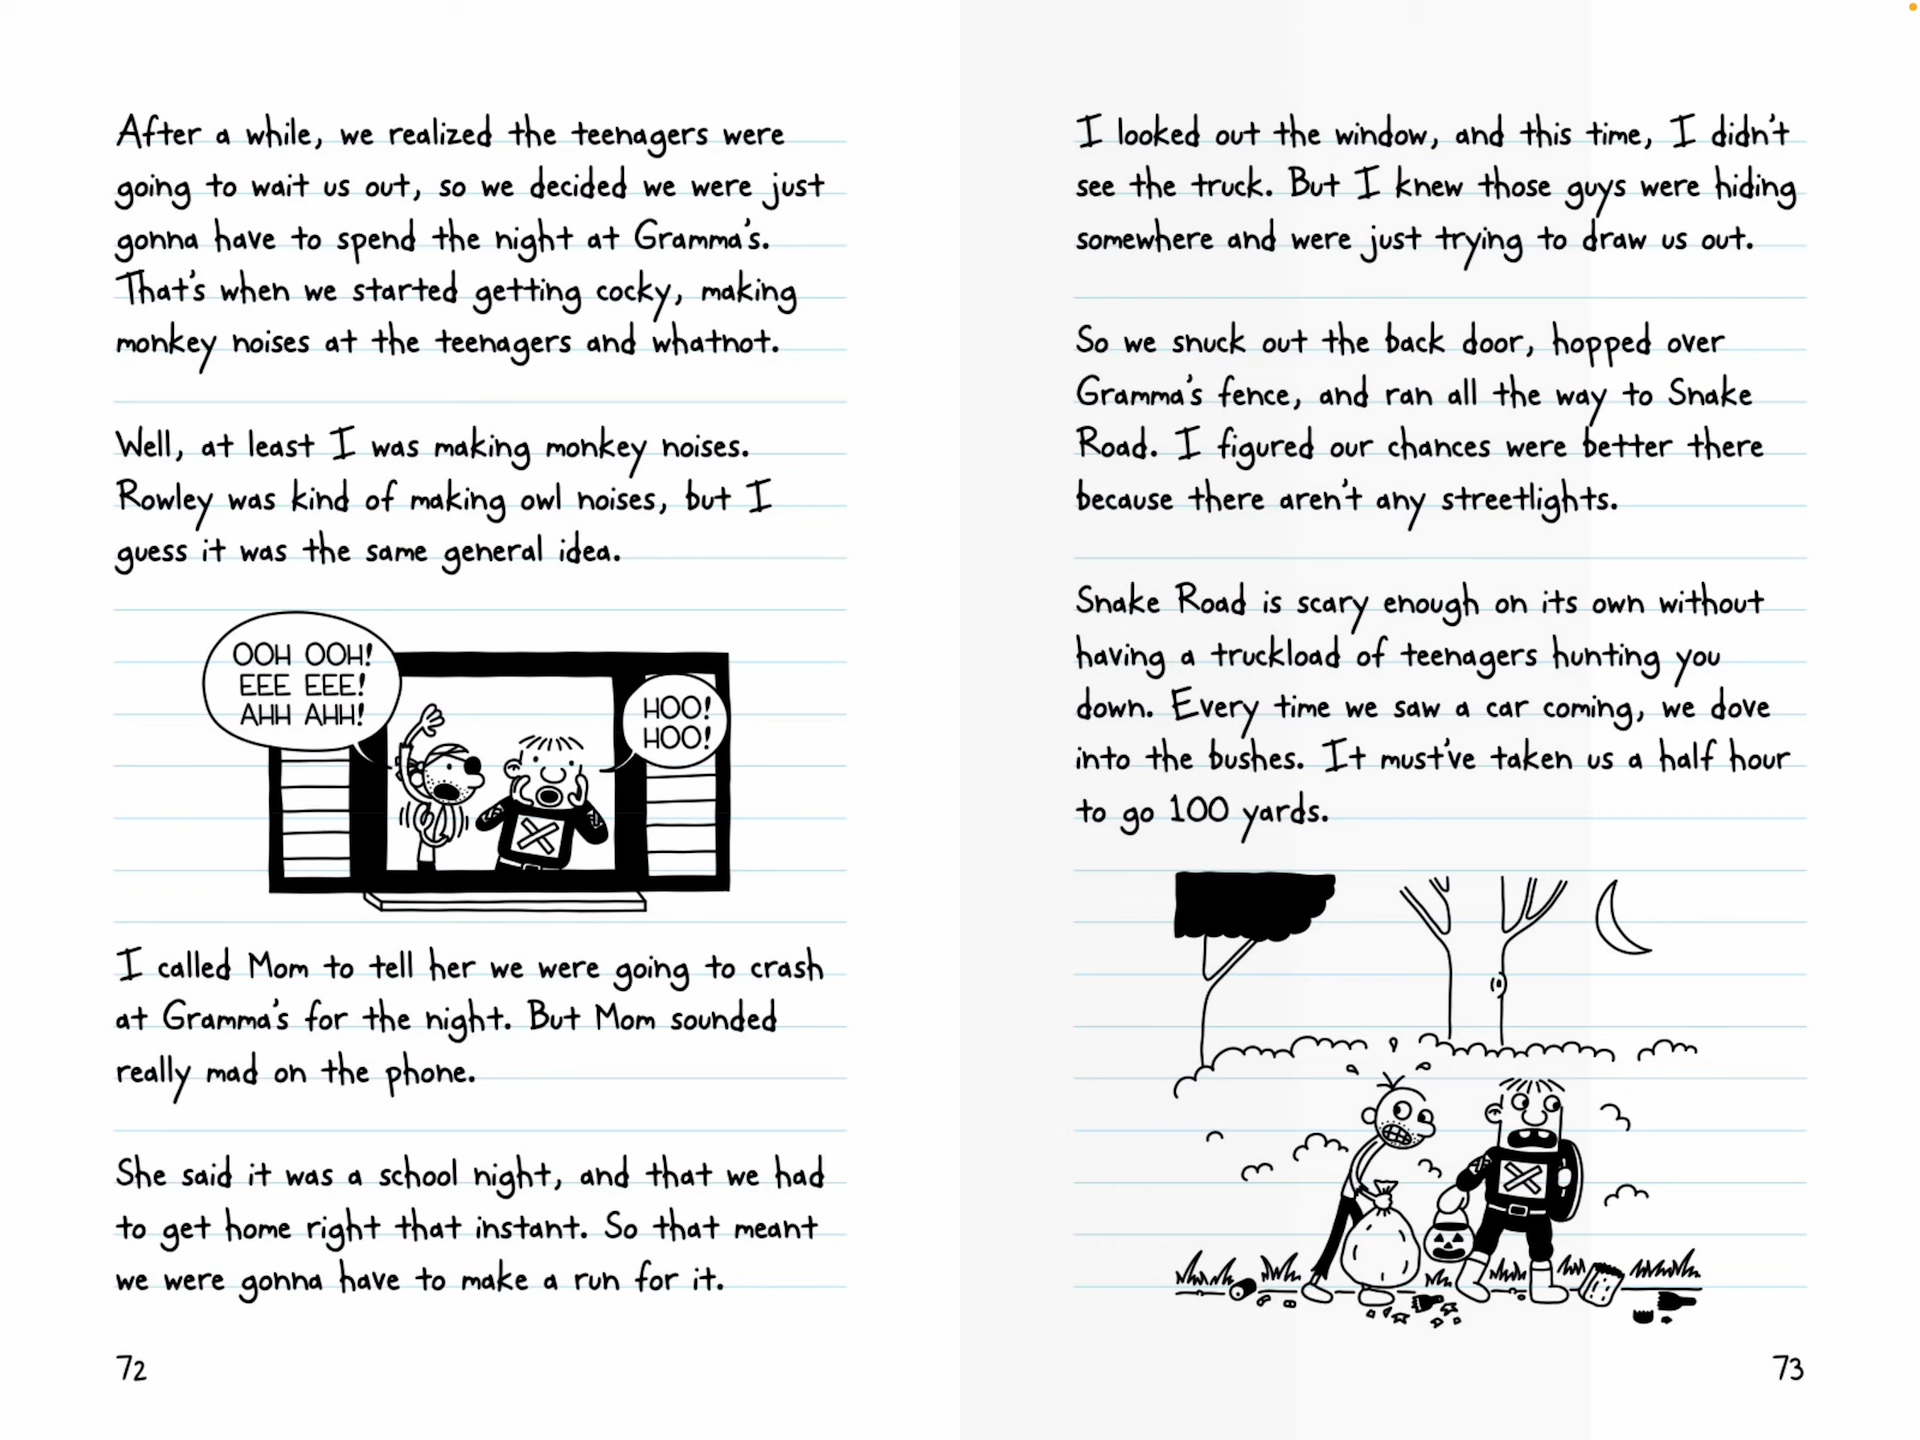 After a while, we realized the teenagers were
going to wait us out, so we decided we were just
gonna have to spend the night at Gramma's.
That's when we started getting cocky, making
monkey noises at the teenagers and whatnot.
Well, at least I was making monkey noises.
Rowley was kind of making owl noises, but I
guess it was the same general idea.
OOH OOH!
EEE EEE!
AHH AHH!
HOO!
HOO!
I called Mom to tell her we were going to crash
at Gramma's for the night. But Mom sounded
really mad on the phone.
She said it was a school night, and that we had
to get home right that instant. So that meant
we were gonna have to make a run for it.
72
I looked out the window, and this time, I didn't
see the truck. But I knew those guys were hiding
somewhere and were just trying to draw us out.
So we snuck out the back door, hopped over
Gramma's fence, and ran all the way to Snake
Road. I figured our chances were better there
because there aren't any streetlights.
Snake Road is scary enough on its own without
having a truckload of teenagers hunting you
down. Every time we saw a car coming, we dove
into the bushes. It must've taken us a half hour
to go 100 yards.
73